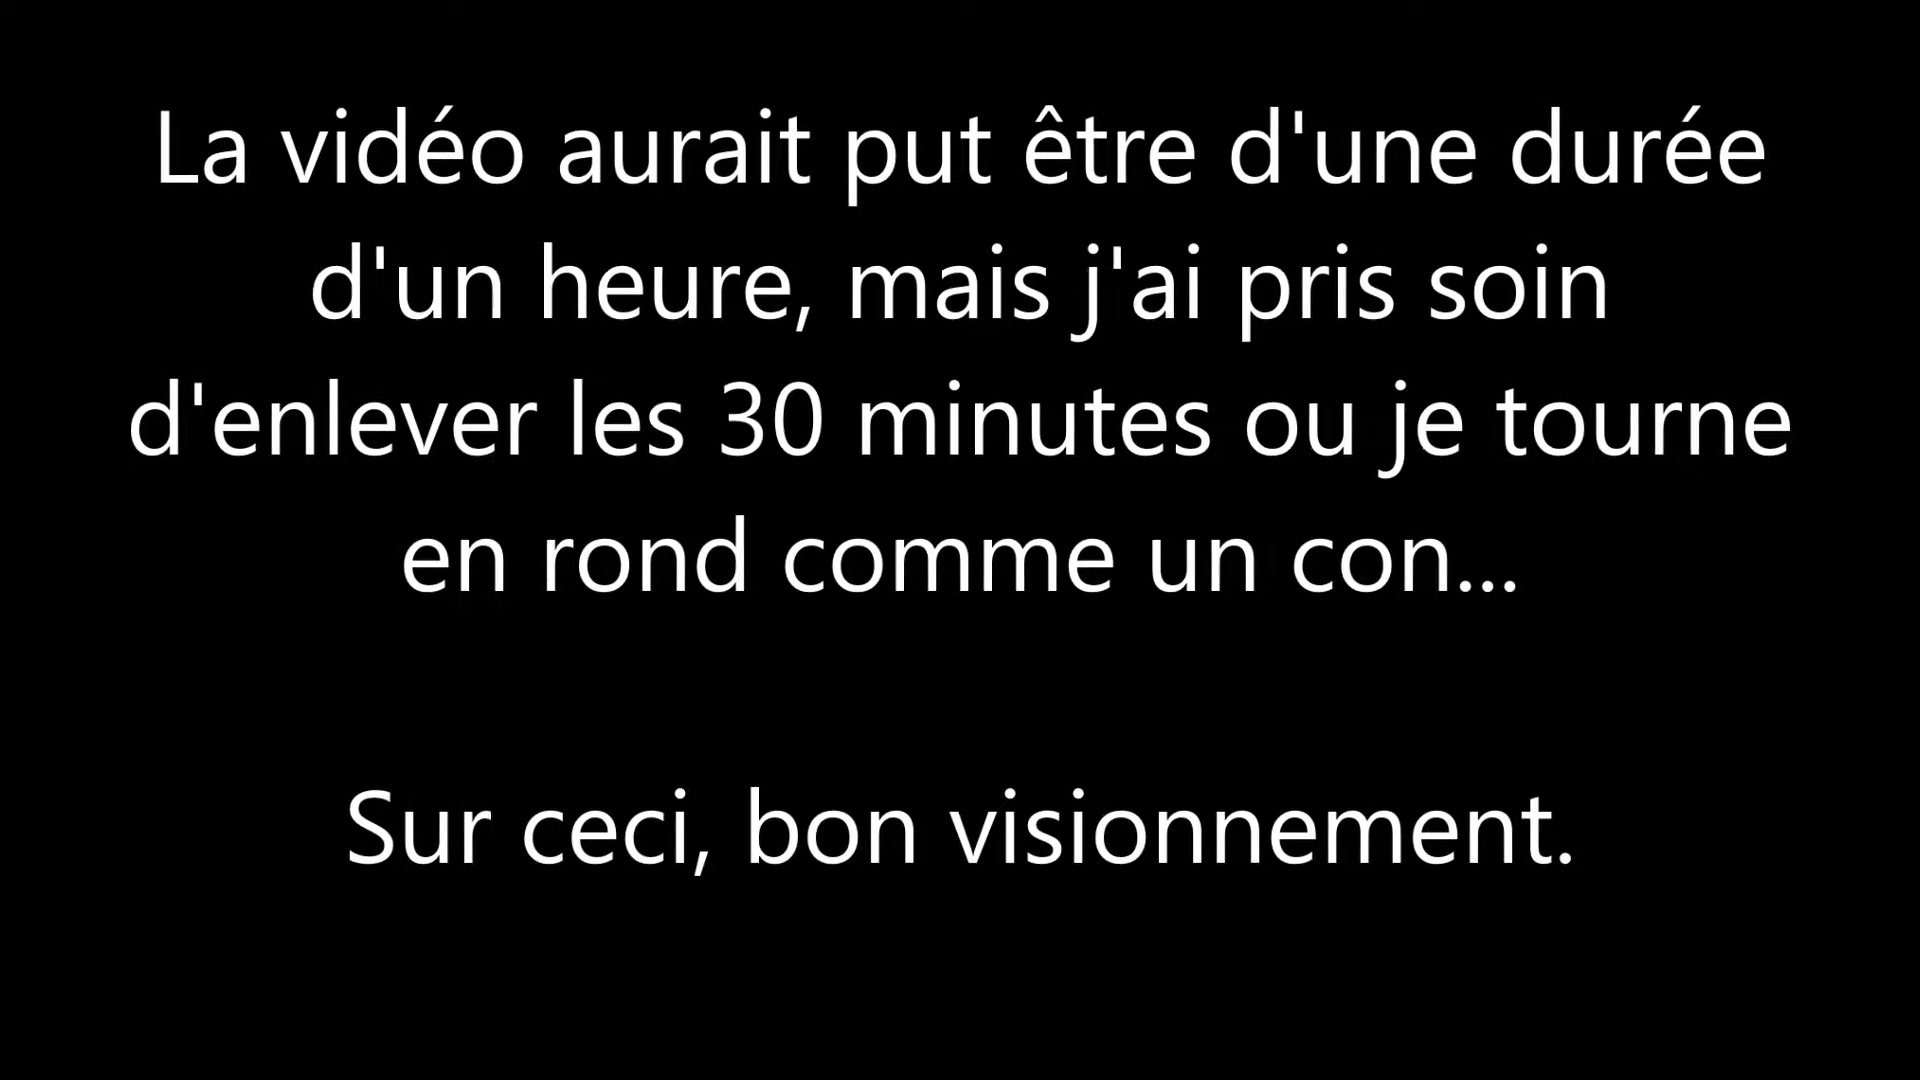 La vidéo aurait put être d'une durée
d'un heure, mais j'ai pris soin
d'enlever les 30 minutes ou je tourne
en rond comme un con...
Sur ceci, bon visionnement.